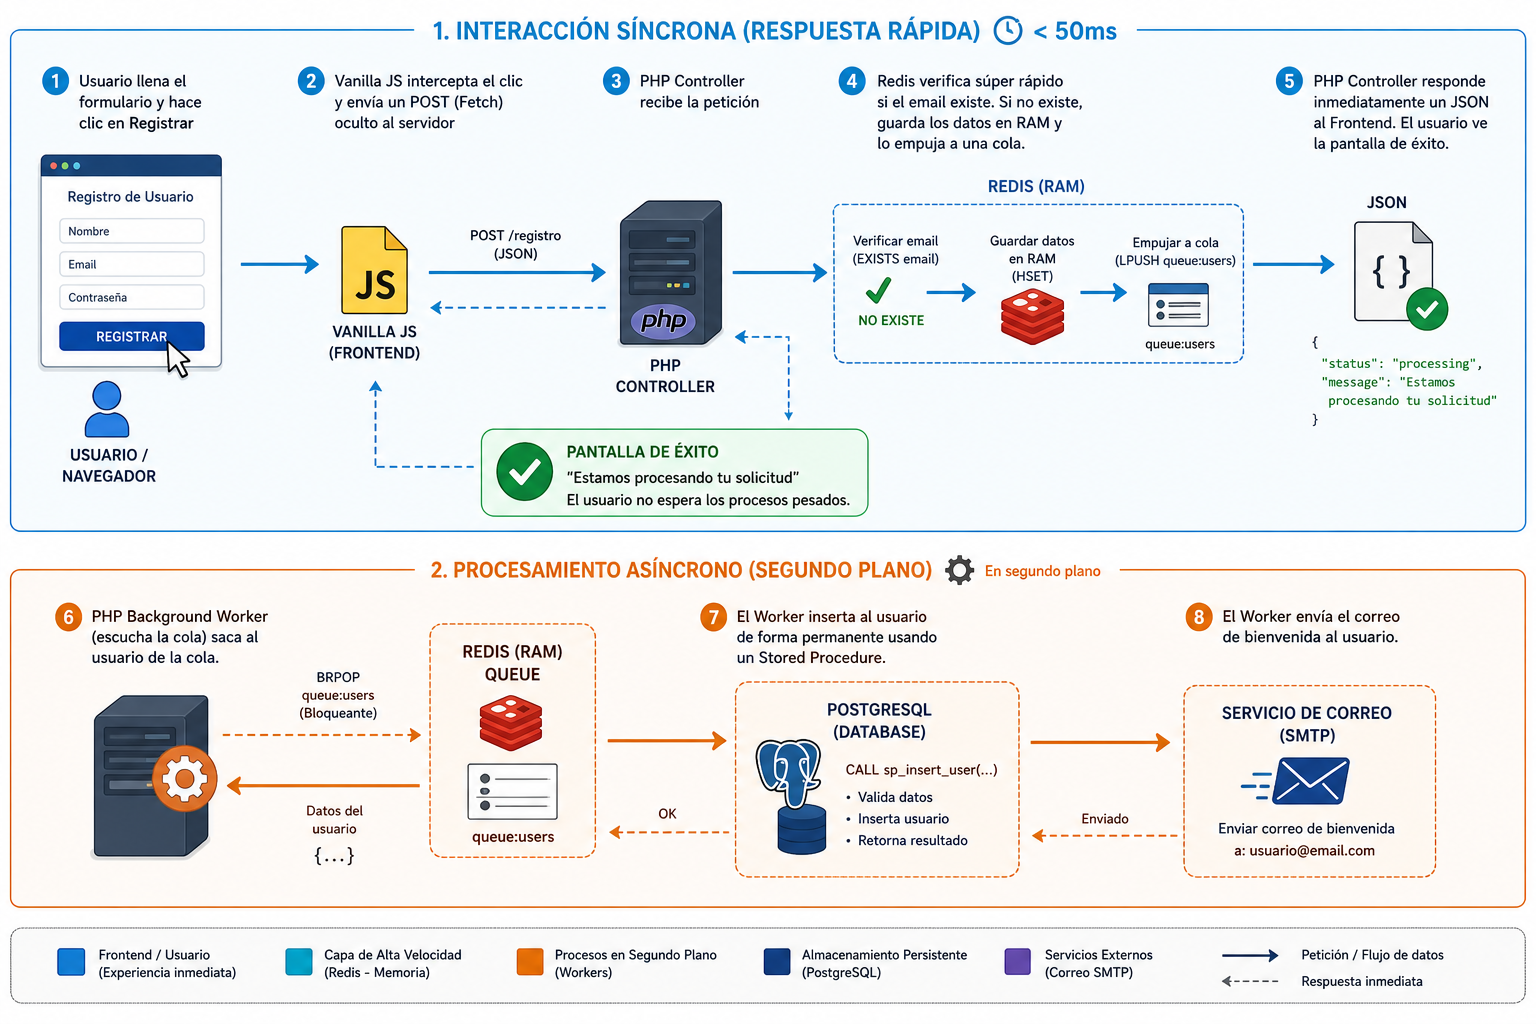 1. INTERACCIÓN SÍNCRONA (RESPUESTA RÁPIDA) < 50ms
1
Usuario llena el
formulario y hace
clic en Registrar
2
Vanilla JS intercepta el clic
y envía un POST (Fetch)
oculto al servidor
3
PHP Controller
recibe la petición
4
Redis verifica súper rápido
si el email existe. Si no existe,
guarda los datos en RAM y
lo empuja a una cola.
5
PHP Controller responde
inmediatamente un JSON
al Frontend. El usuario ve
la pantalla de éxito.
Registro de Usuario
Nombre
Email
Contraseña
REGISTRAR
USUARIO /
NAVEGADOR
JS
VANILLA JS
(FRONTEND)
POST /registro
(JSON)
php
PHP
CONTROLLER
REDIS (RAM)
Verificar email
(EXISTS email)
NO EXISTE
Guardar datos
en RAM
(HSET)
Empujar a cola
(LPUSH queue:users)
queue:users
JSON
{ }
{
"status": "processing",
"message": "Estamos
procesando tu solicitud"
}
PANTALLA DE ÉXITO
"Estamos procesando tu solicitud"
El usuario no espera los procesos pesados.
2. PROCESAMIENTO ASÍNCRONO (SEGUNDO PLANO) En segundo plano
6
PHP Background Worker
(escucha la cola) saca al
usuario de la cola.
BRPOP
queue:users
(Bloqueante)
Datos del
usuario
{...}
REDIS (RAM)
QUEUE
queue:users
7
El Worker inserta al usuario
de forma permanente usando
un Stored Procedure.
OK
POSTGRESQL
(DATABASE)
CALL sp_insert_user(...)
• Valida datos
• Inserta usuario
• Retorna resultado
8
El Worker envía el correo
de bienvenida al usuario.
Enviado
SERVICIO DE CORREO
(SMTP)
Enviar correo de bienvenida
a: usuario@email.com
Frontend / Usuario
(Experiencia inmediata)
Capa de Alta Velocidad
(Redis - Memoria)
Procesos en Segundo Plano
(Workers)
Almacenamiento Persistente
(PostgreSQL)
Servicios Externos
(Correo SMTP)
Petición / Flujo de datos
Respuesta inmediata